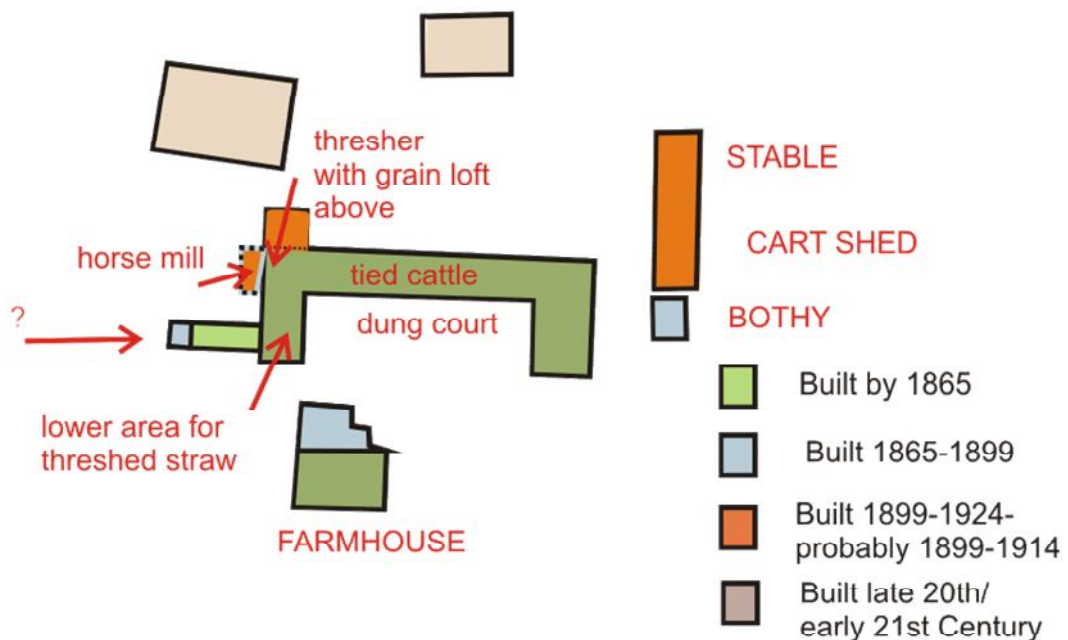 thresher
with grain loft
above
STABLE
horse mill
CART SHED
tied cattle
?
dung court
BOTHY
lower area for
threshed straw
FARMHOUSE
Built by 1865
Built 1865-1899
Built 1899-1924-
probably 1899-1914
Built late 20th/
early 21st Century